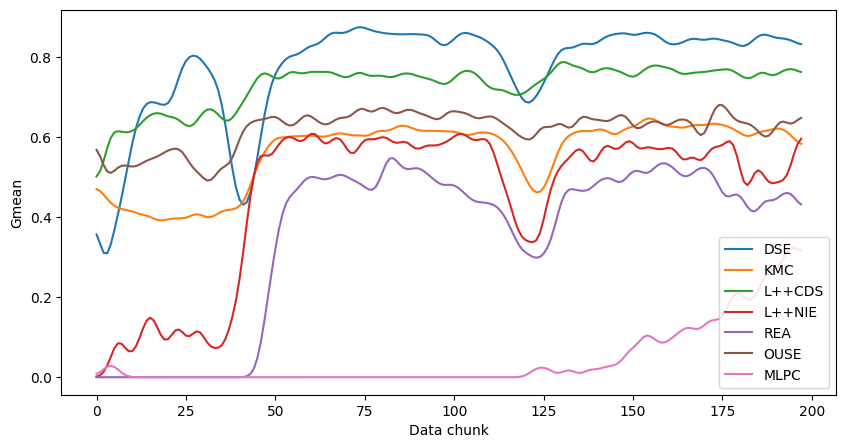 Gmean
0.8
0.6
0.4
0.2
0.0
0 25 50 75 100 125 150 175 200
Data chunk
DSE
KMC
L++CDS
L++NIE
REA
OUSE
MLPC